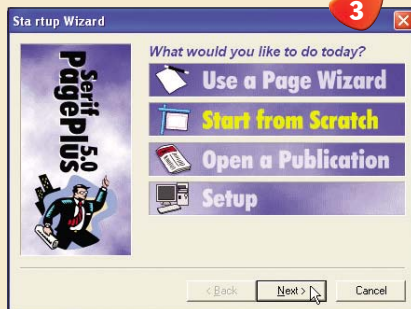 3
Sta rtup Wizard
Serif
PagePlus
5.0
What would you like to do today?
Use a Page Wizard
Start from Scratch
Open a Publication
Setup
< Back
Next >
Cancel